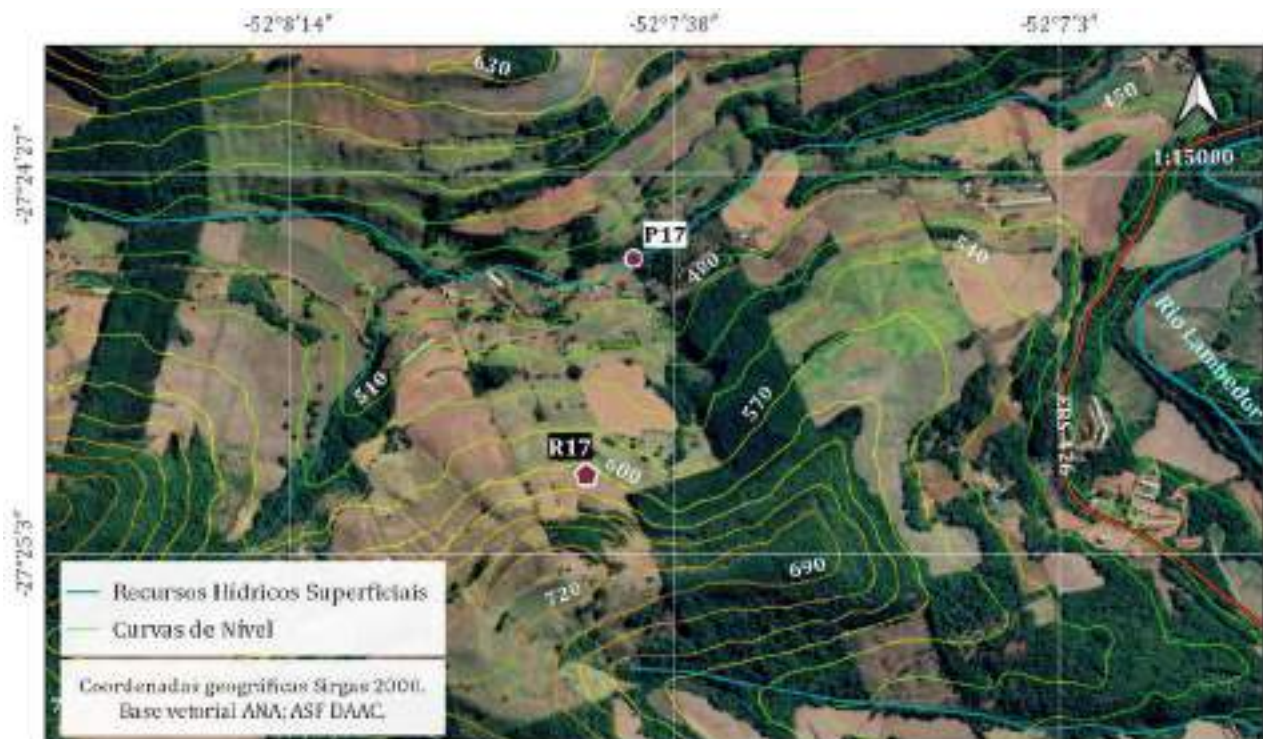 -52°8'14"
-52°7'38"
-52°7'3"
630
450
-27°24'27"
1:15000
P17
480
540
Rio Lambedor
510
570
ERS-426
R17
600
-27°25'3"
690
720
Recursos Hídricos Superficiais
Curvas de Nível
Coordenadas geográficas Sirgas 2000.
Base vetorial ANA; ASF DAAC.